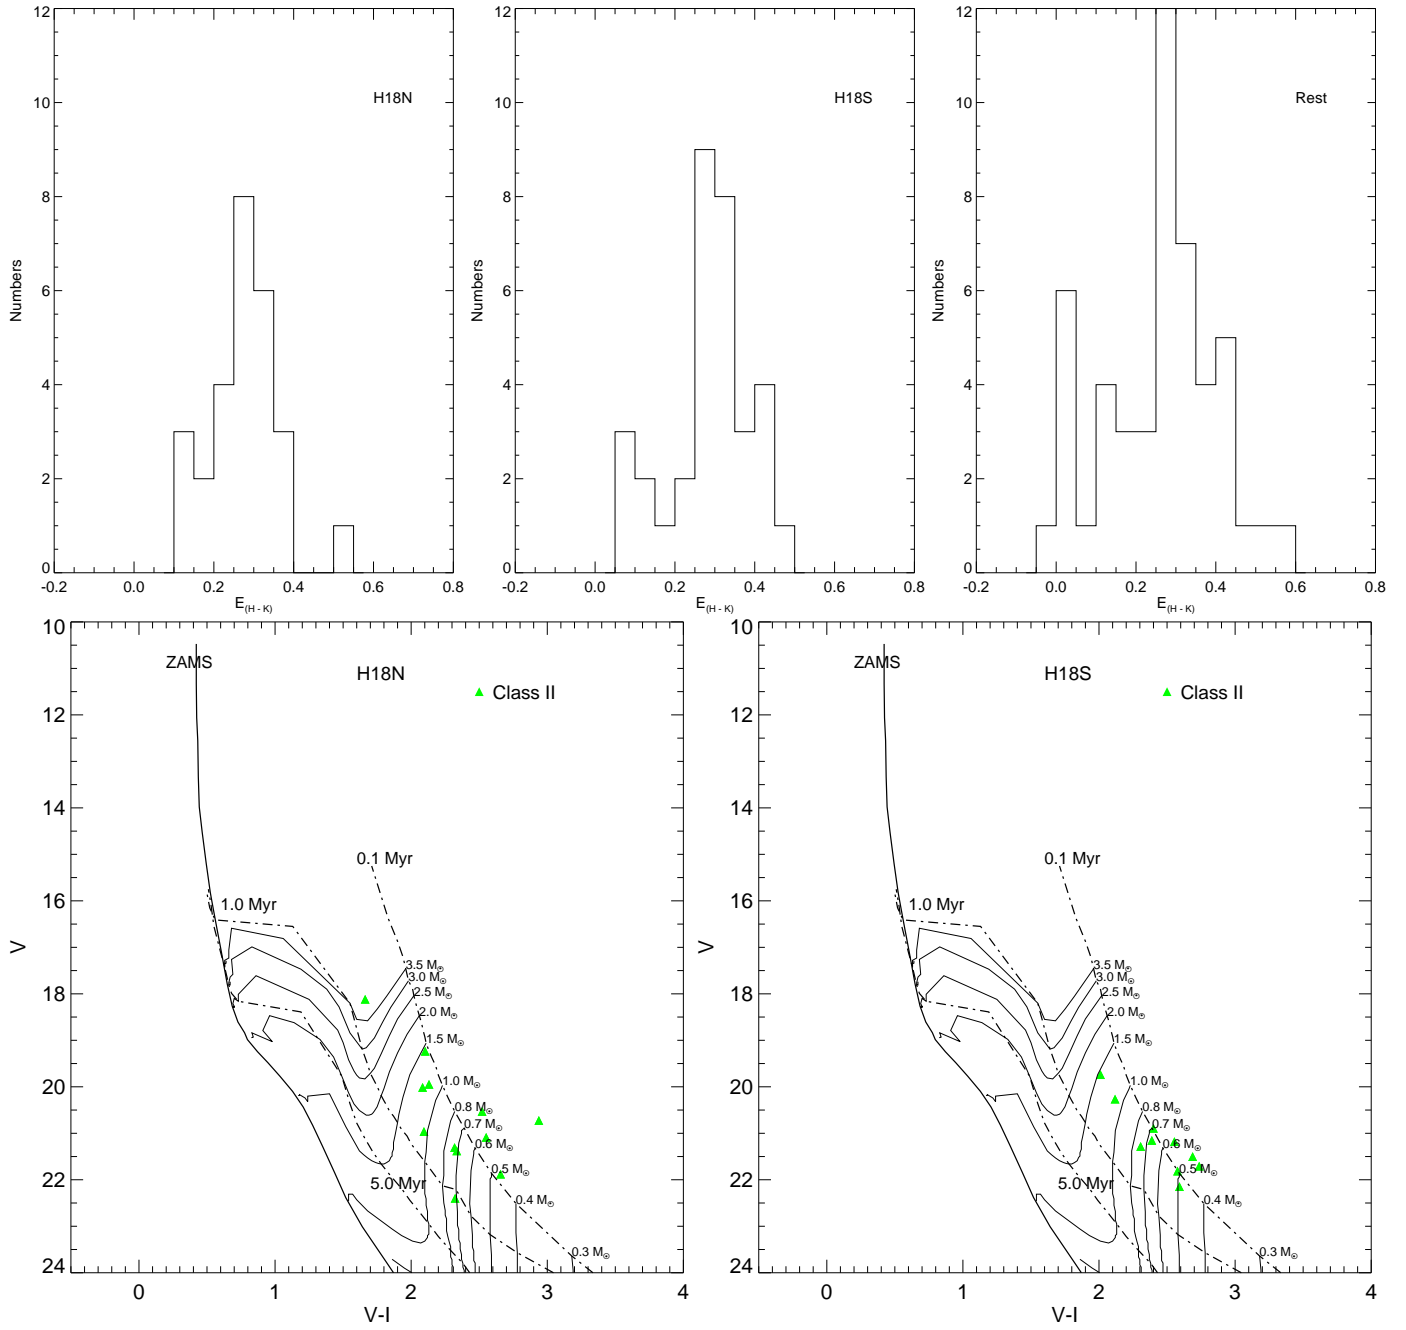 12
10
8
6
4
2
0
Numbers
H18N
-0.2 0.0 0.2 0.4 0.6 0.8
E(H - K)
12
10
8
6
4
2
0
Numbers
H18S
-0.2 0.0 0.2 0.4 0.6 0.8
E(H - K)
12
10
8
6
4
2
0
Numbers
Rest
-0.2 0.0 0.2 0.4 0.6 0.8
E(H - K)
10
12
14
16
18
20
22
24
V
ZAMS
H18N
Class II
0.1 Myr
1.0 Myr
3.5 M⊙
3.0 M⊙
2.5 M⊙
2.0 M⊙
1.5 M⊙
1.0 M⊙
0.8 M⊙
0.7 M⊙
0.6 M⊙
0.5 M⊙
5.0 Myr
0.4 M⊙
0.3 M⊙
0 1 2 3 4
V-I
10
12
14
16
18
20
22
24
V
ZAMS
H18S
Class II
0.1 Myr
1.0 Myr
3.5 M⊙
3.0 M⊙
2.5 M⊙
2.0 M⊙
1.5 M⊙
1.0 M⊙
0.8 M⊙
0.7 M⊙
0.6 M⊙
0.5 M⊙
5.0 Myr
0.4 M⊙
0.3 M⊙
0 1 2 3 4
V-I